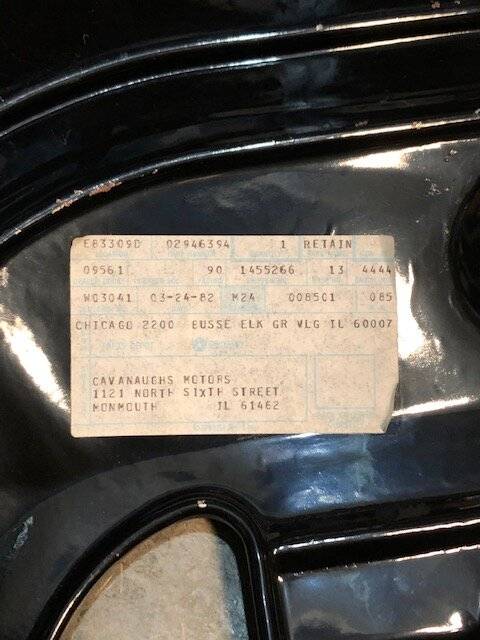 E83309D 02946394 1 RETAIN
09561 90 1455266 13 4444
W03041 03-24-82 M2A 008501 085
CHICAGO 2200 BUSSE ELK GR VLG IL 60007
CAVANAUGHS MOTORS
1121 NORTH SIXTH STREET
MONMOUTH IL 61462